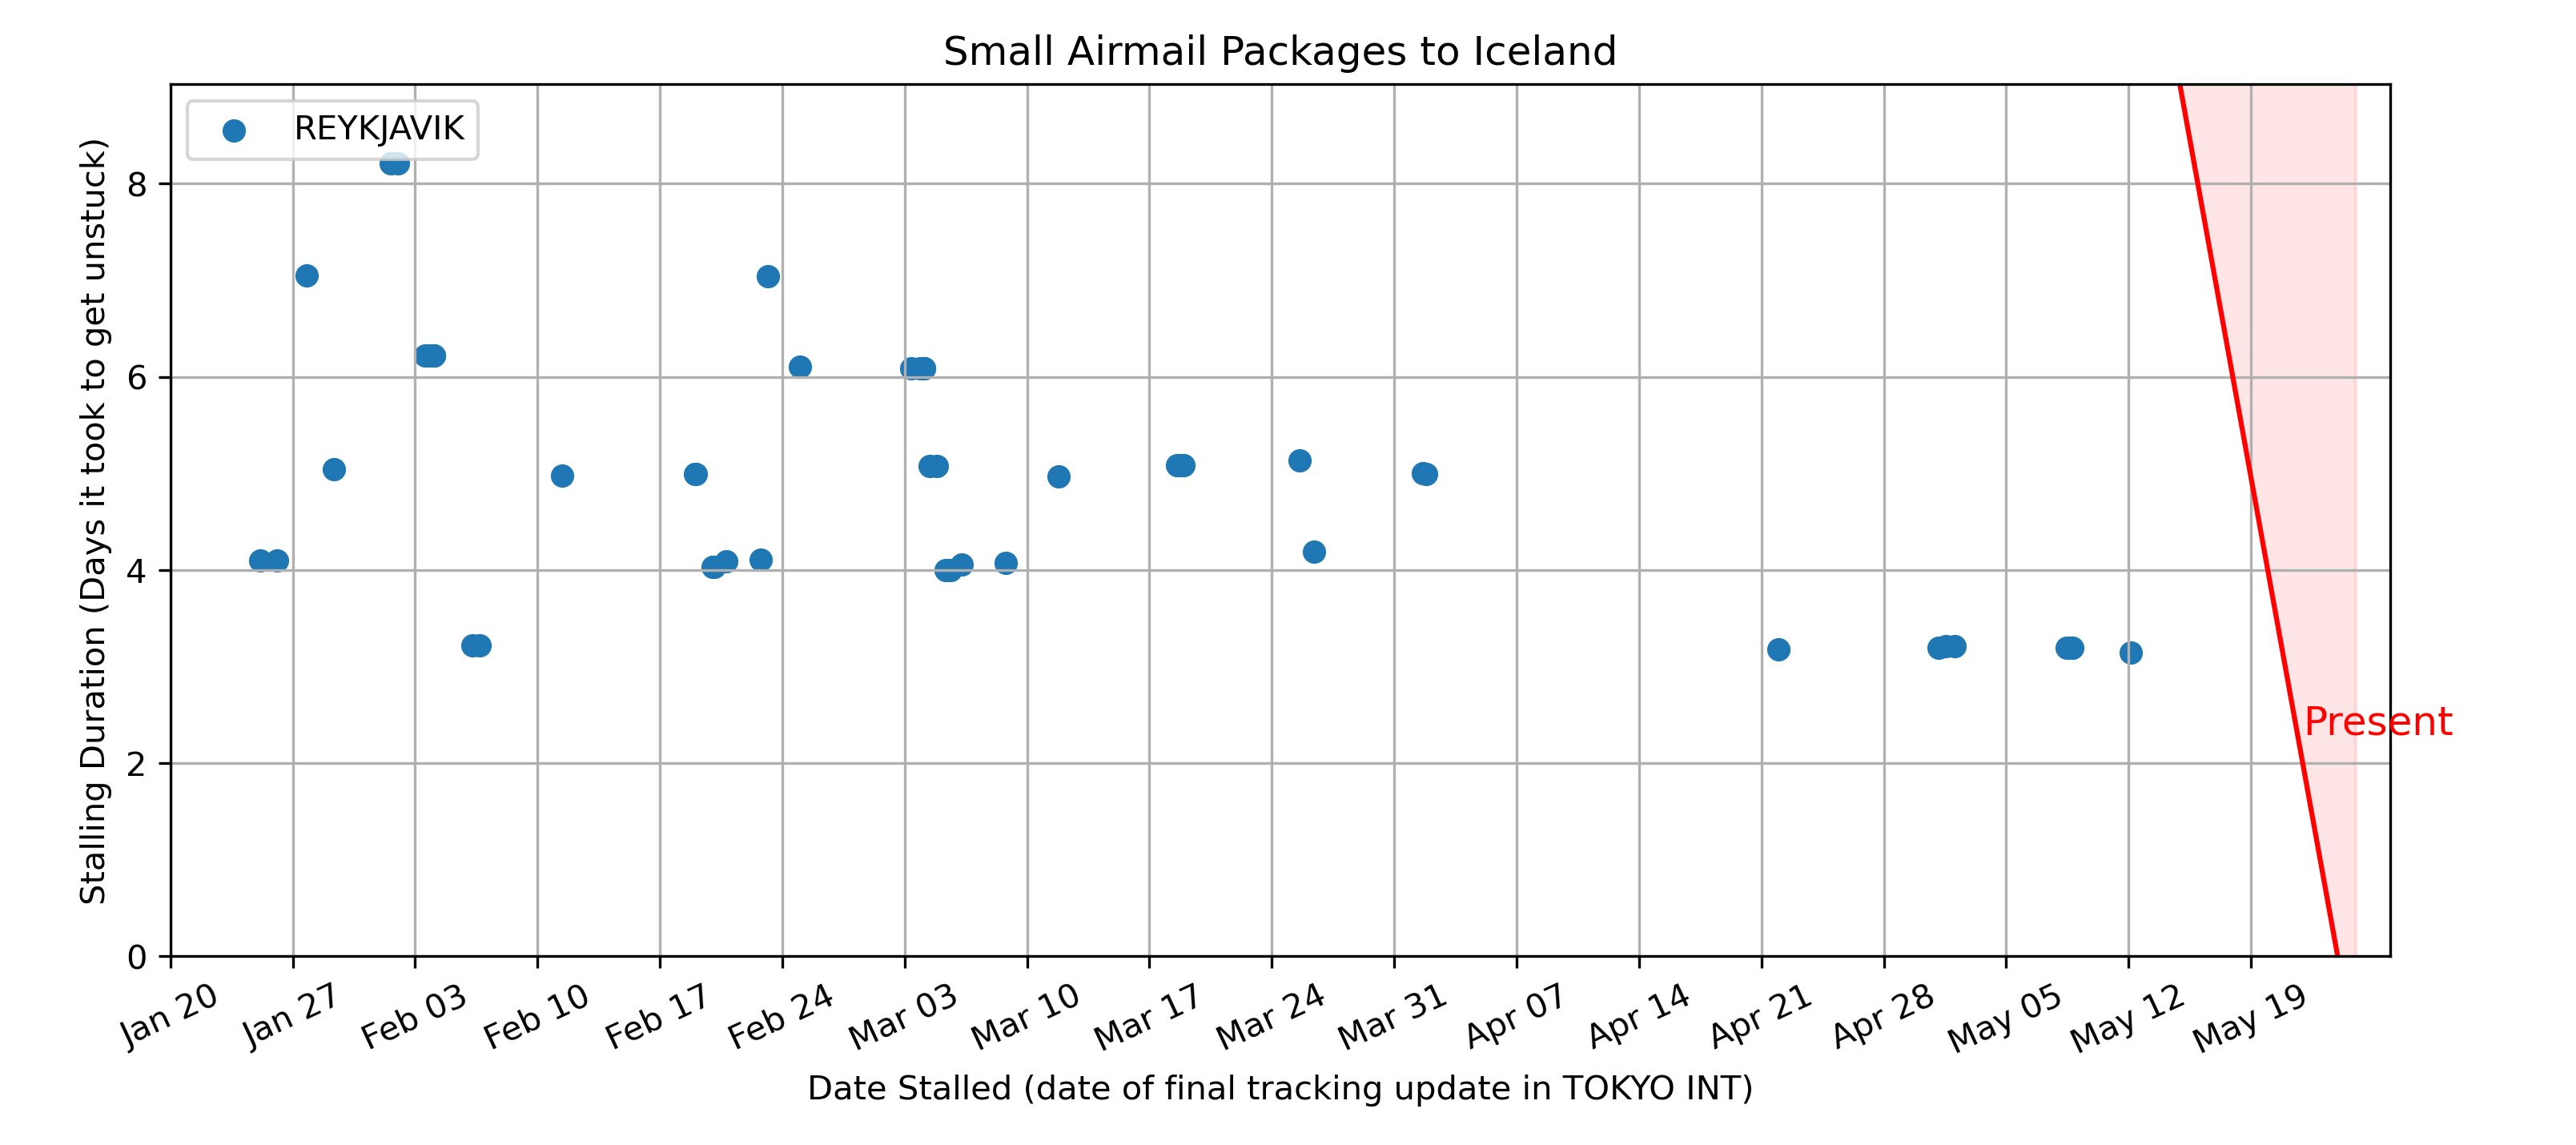 Small Airmail Packages to Iceland
REYKJAVIK
Stalling Duration (Days it took to get unstuck)
8
6
4
2
0
Present
Jan 20
Jan 27
Feb 03
Feb 10
Feb 17
Feb 24
Mar 03
Mar 10
Mar 17
Mar 24
Mar 31
Apr 07
Apr 14
Apr 21
Apr 28
May 05
May 12
May 19
Date Stalled (date of final tracking update in TOKYO INT)